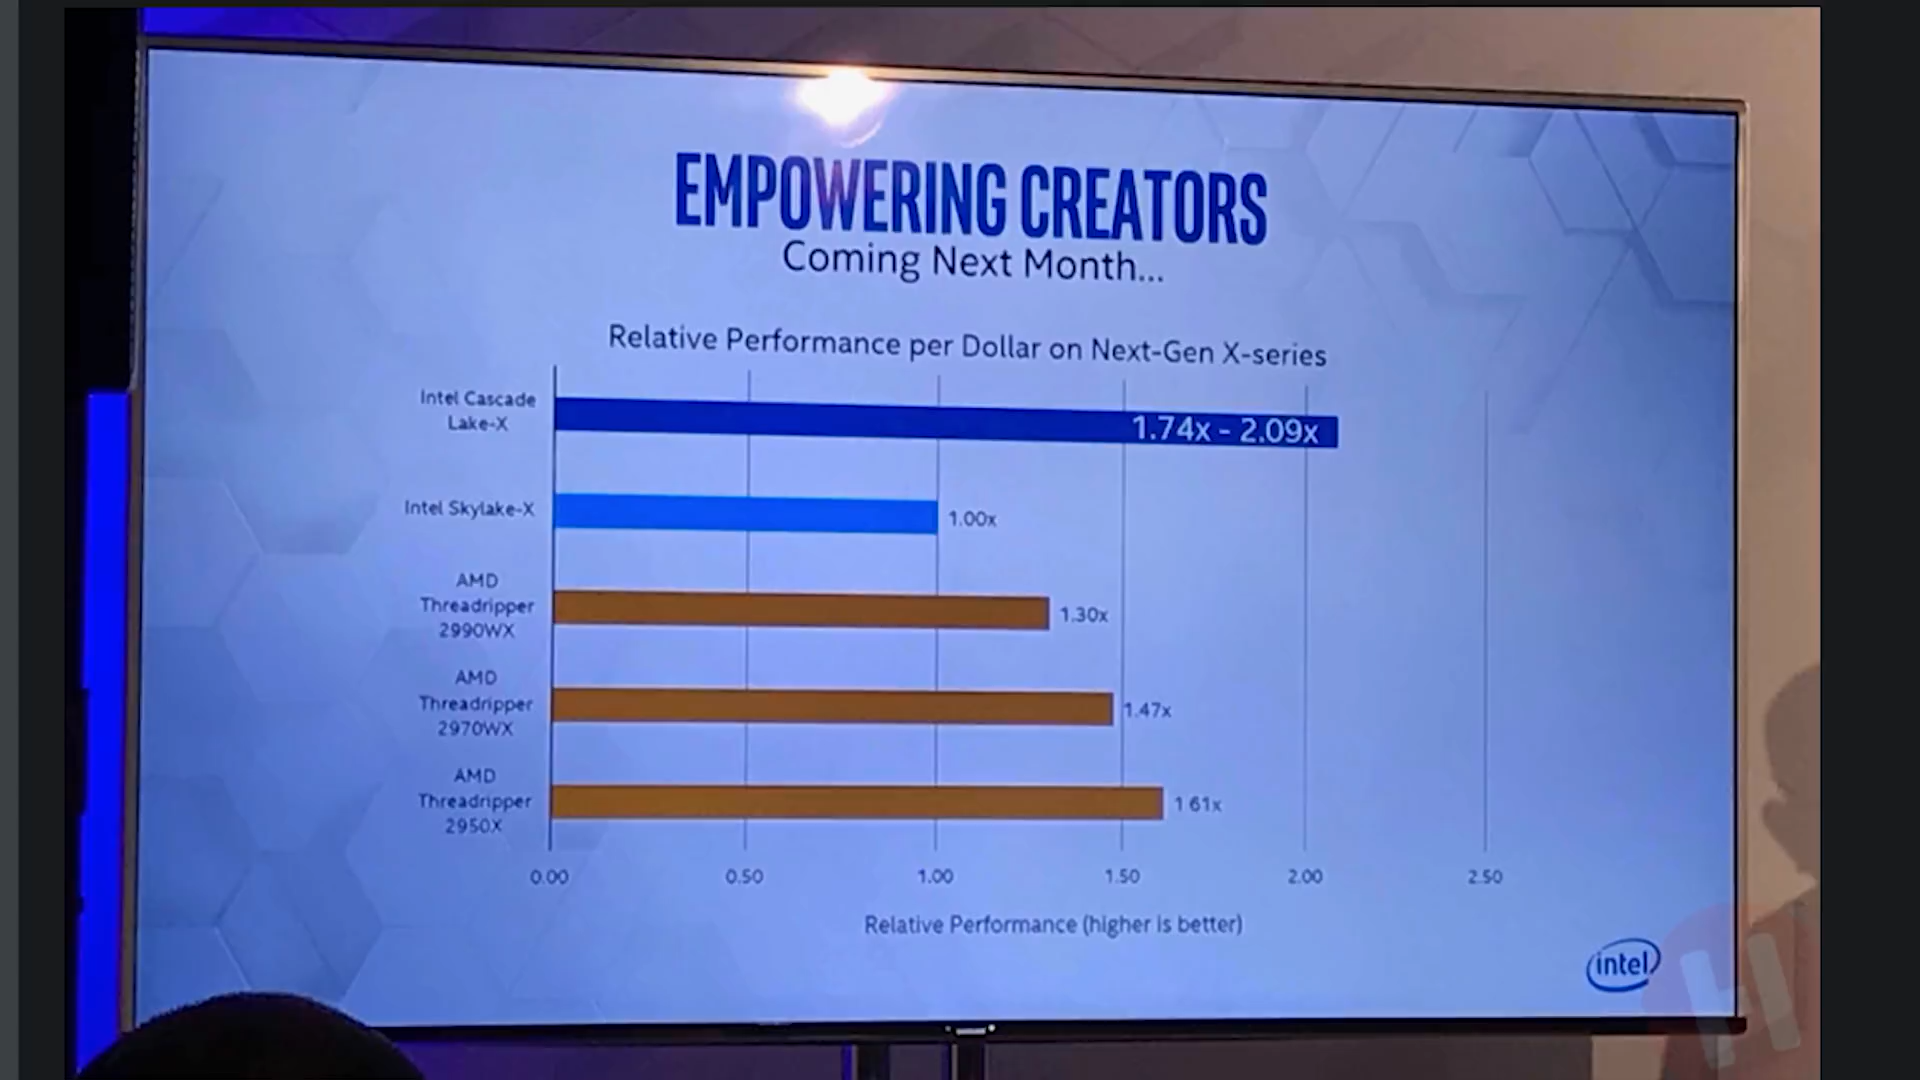 EMPOWERING CREATORS
Coming Next Month...
Relative Performance per Dollar on Next-Gen X-series
Intel Cascade
Lake-X
1.74x - 2.09x
Intel Skylake-X
1.00x
AMD
Threadripper
2990WX
1.30x
AMD
Threadripper
2970WX
1.47x
AMD
Threadripper
2950X
1.61x
0.00 0.50 1.00 1.50 2.00 2.50
Relative Performance (higher is better)
intel
H